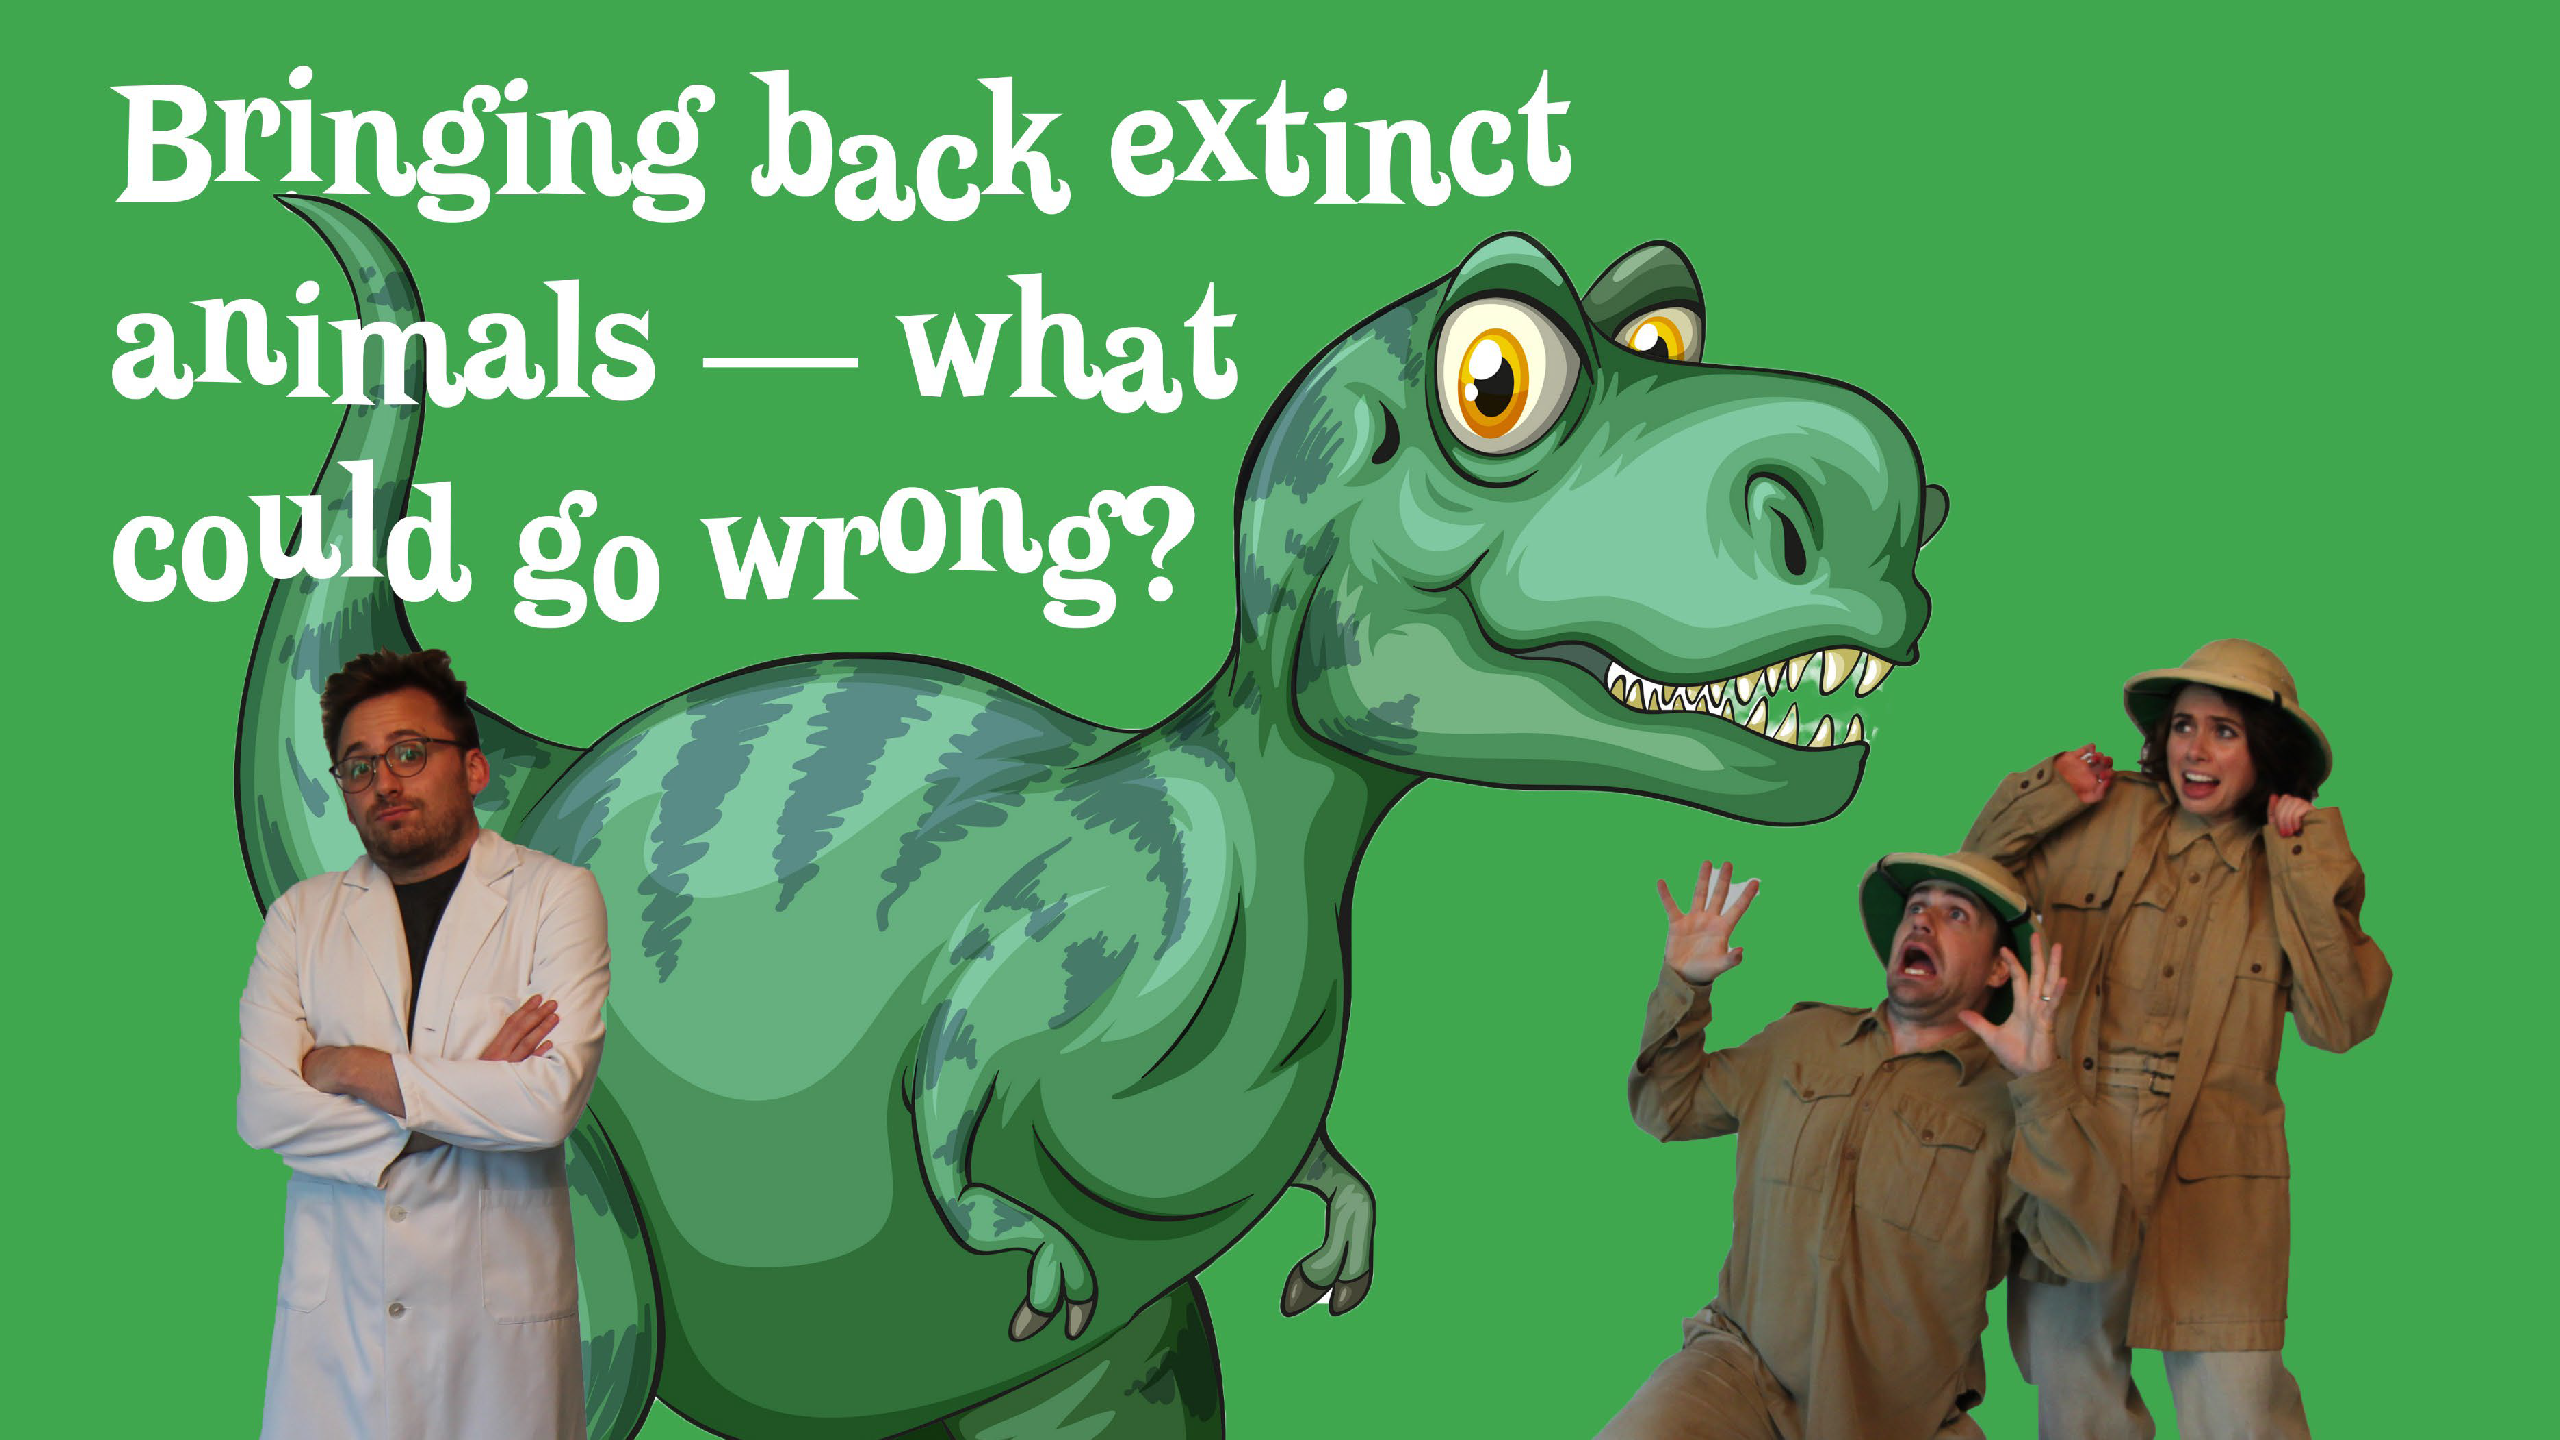 Bringing back extinct
animals — what
could go wrong?